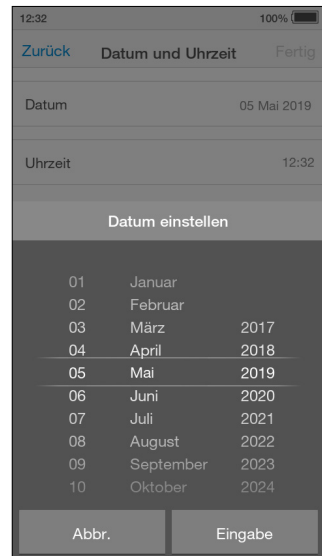 12:32 100%
Zurück Datum und Uhrzeit Fertig
Datum 05 Mai 2019
Uhrzeit 12:32
Datum einstellen
01 Januar
02 Februar
03 März 2017
04 April 2018
05 Mai 2019
06 Juni 2020
07 Juli 2021
08 August 2022
09 September 2023
10 Oktober 2024
Abbr. Eingabe